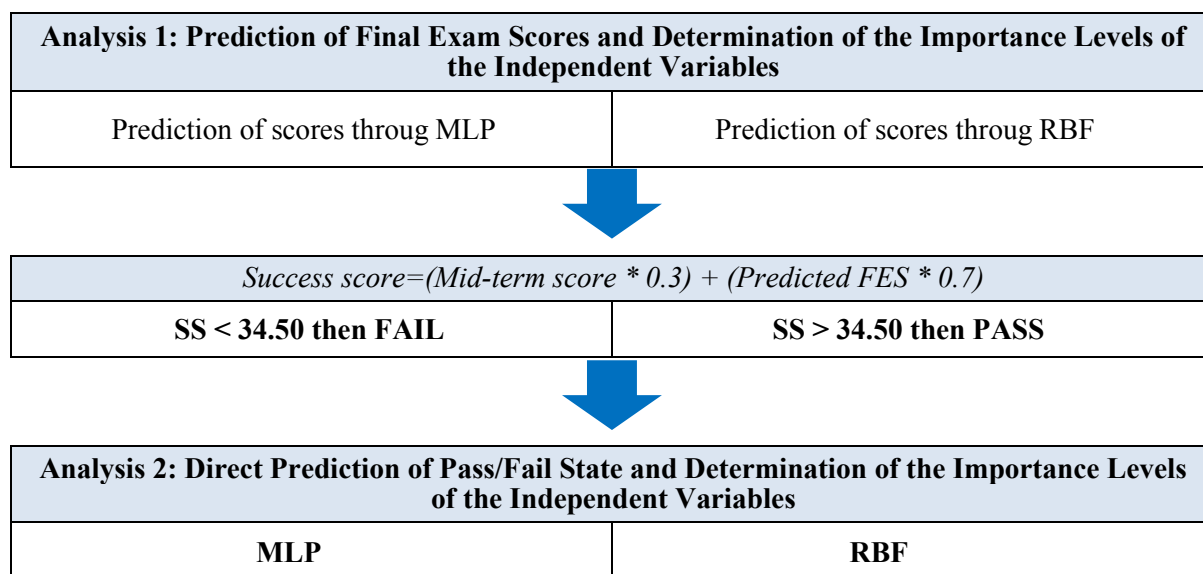 Analysis 1: Prediction of Final Exam Scores and Determination of the Importance Levels of
the Independent Variables
Prediction of scores throug MLP
Prediction of scores throug RBF
Success score=(Mid-term score * 0.3) + (Predicted FES * 0.7)
SS < 34.50 then FAIL
SS > 34.50 then PASS
Analysis 2: Direct Prediction of Pass/Fail State and Determination of the Importance Levels
of the Independent Variables
MLP
RBF